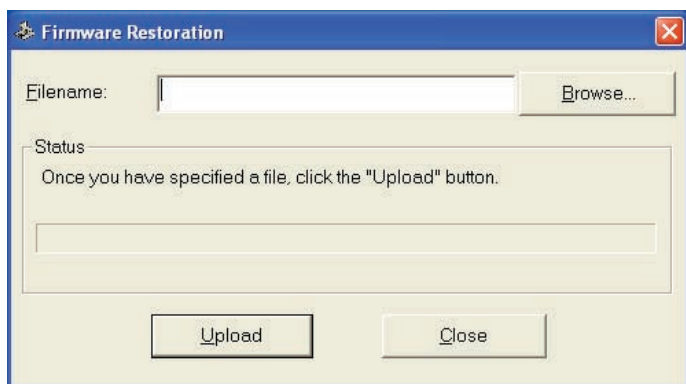 Firmware Restoration
Filename:
Browse...
Status
Once you have specified a file, click the "Upload" button.
Upload
Close